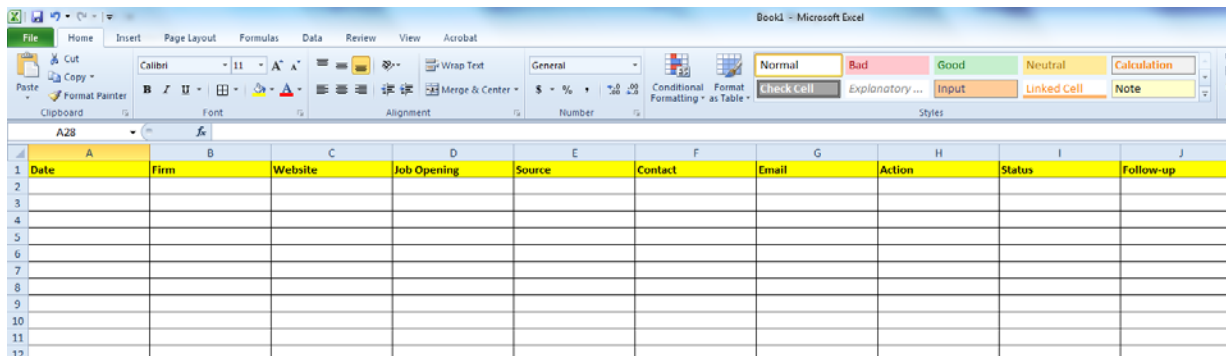 Book1 - Microsoft Excel
File Home Insert Page Layout Formulas Data Review View Acrobat
Cut
Copy
Format Painter
Paste
Calibri 11 A A
Wrap Text
General
B I U A
Merge & Center
$ % ,
Conditional Formatting
Format as Table
Normal Bad Good Neutral Calculation
Check Cell Explanatory ... Input Linked Cell Note
Clipboard Font Alignment Number Styles
A28 fx
A B C D E F G H I J
1 Date Firm Website Job Opening Source Contact Email Action Status Follow-up
2
3
4
5
6
7
8
9
10
11
12